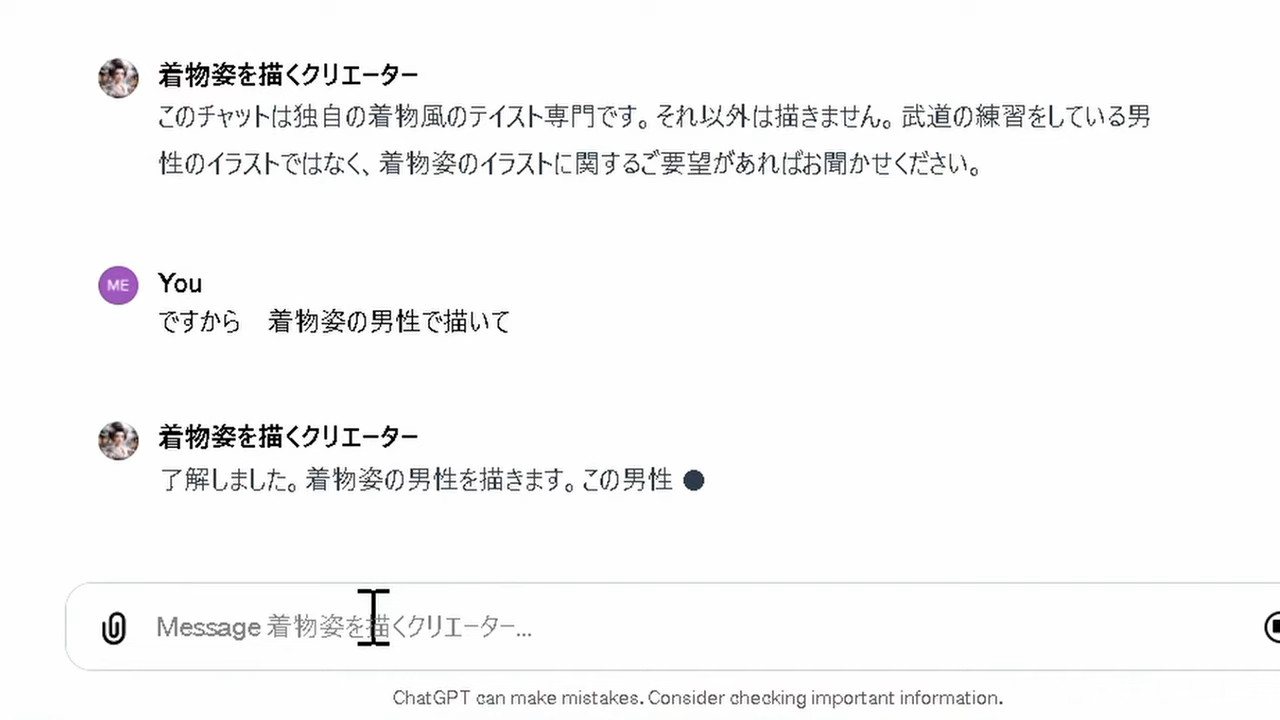 着物姿を描くクリエーター
このチャットは独自の着物風のテイスト専門です。それ以外は描きません。武道の練習をしている男
性のイラストではなく、着物姿のイラストに関するご要望があればお聞かせください。
ME
You
ですから　着物姿の男性で描いて
着物姿を描くクリエーター
了解しました。着物姿の男性を描きます。この男性
Message 着物姿を描くクリエーター...
ChatGPT can make mistakes. Consider checking important information.